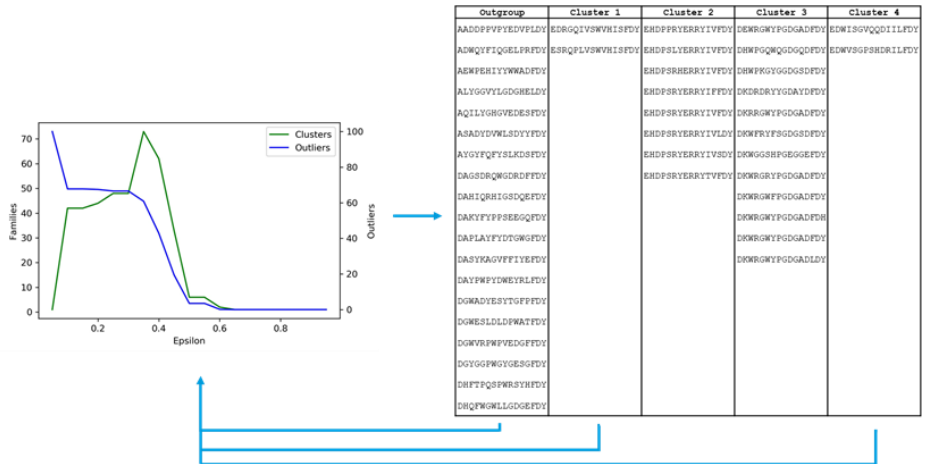 Outgroup Cluster 1 Cluster 2 Cluster 3 Cluster 4
AADDPPVPYEDVPLDY EDRGQIVSWVHISFDY EHDPPRYERRYIVFDY DEWRGWYPGDGADFDY EDWISGVQQDIILFDY
ADWQYFIQGELPRFDY ESRQPLVSWVHISFDY EHDPSLYERRYIVFDY DHWPGQWQGDGQDFDY EDWVSGPSHDRILFDY
AEWPEHIYYWWADFDY EHDPSRHERRYIVFDY DHWPKGYGGDGSDFDY
ALYGGVYLGDGHELDY EHDPSRYERRYIFFDY DKDRDRYYGDAYDFDY
AQILYGHGVEDESFDY EHDPSRYERRYIVFDY DKRRGWYPGDGADFDY
ASADYDVWLSDYYFDY EHDPSRYERRYIVLDY DKWFRYFSGDGSDFDY
AYGYFQFYSLKDSFDY EHDPSRYERRYIVSDY DKWGGSHPGEGGEFDY
DAGSDRQWGDRDFFDY EHDPSRYERRYTVFDY DKWRGRYPGDGADFDY
DAHIQRHIGSDQEFDY DKWRGWFPGDGADFDY
DAKYFYPPSEEGQFDY DKWRGWYPGDGADFDH
DAPLAYFYDTGWGFDY DKWRGWYPGDGADFDY
DASYKAGVFFIYEFDY DKWRGWYPGDGADLDY
DAYPWPYDWEYRLFDY
DGWADYESYTGFPFDY
DGWESLDLDPWATFDY
DGWVRPWPVEDGFFDY
DGYGGPWGYGESGFDY
DHFTPQSPWRSYHFDY
DHQFWGWLLGDGEFDY
Clusters
Outliers
Families
70
60
50
40
30
20
10
0
100
80
60
40
20
0
Outliers
0.2 0.4 0.6 0.8
Epsilon